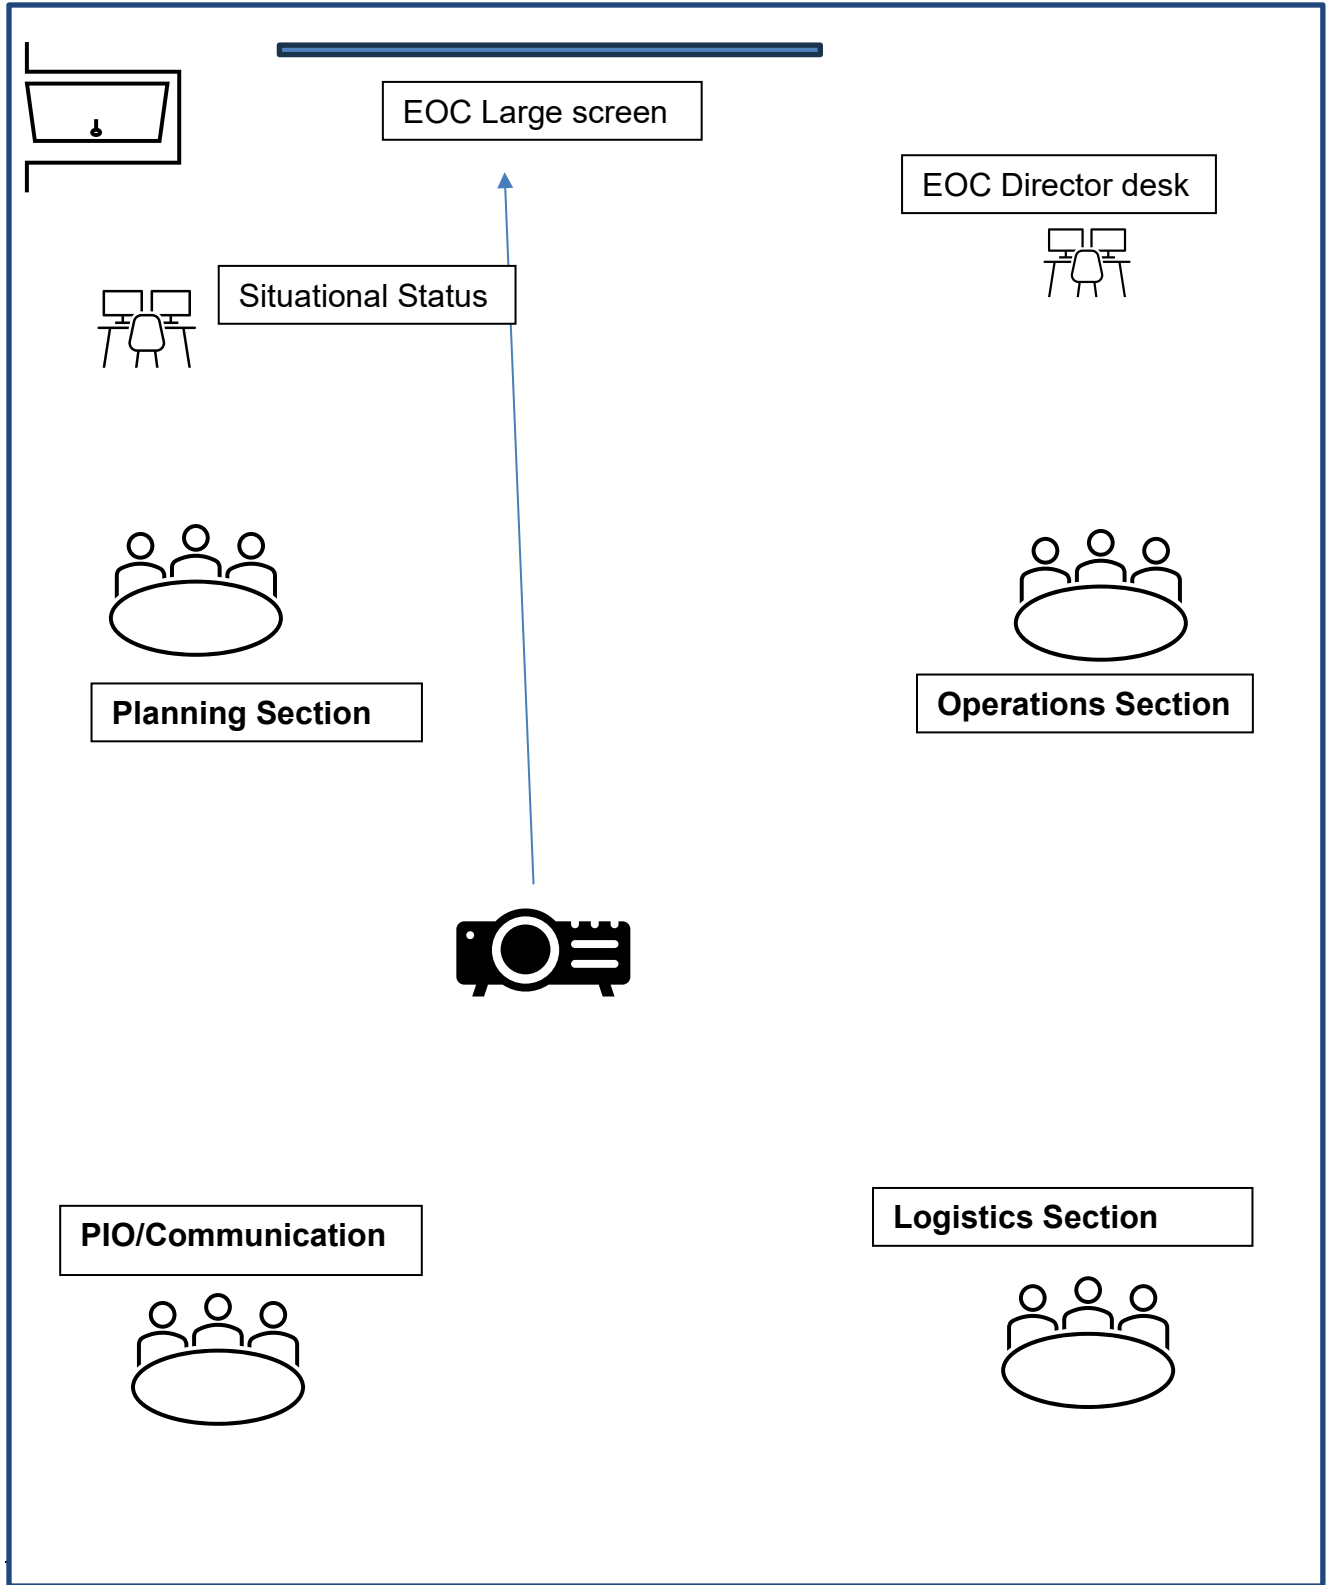 EOC Large screen
EOC Director desk
Situational Status
Planning Section
Operations Section
PIO/Communication
Logistics Section